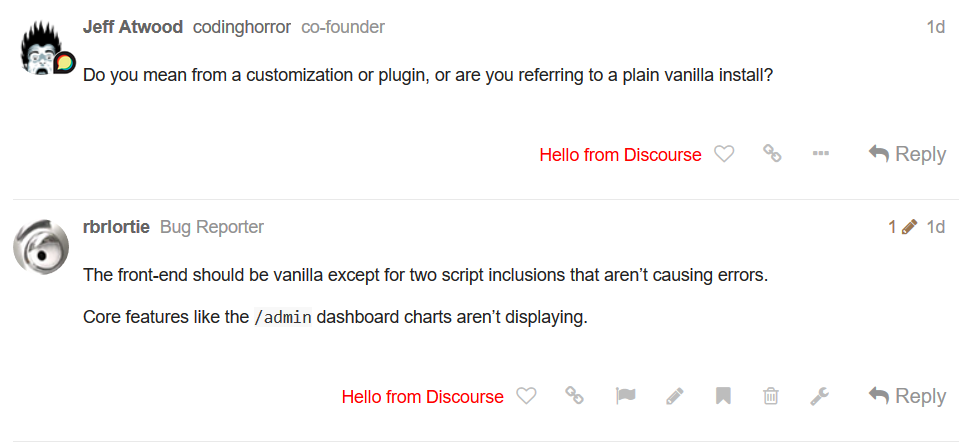 Jeff Atwood codinghorror co-founder 1d
Do you mean from a customization or plugin, or are you referring to a plain vanilla install?
Hello from Discourse Reply
rbrlortie Bug Reporter 1 1d
The front-end should be vanilla except for two script inclusions that aren’t causing errors.
Core features like the /admin dashboard charts aren’t displaying.
Hello from Discourse Reply